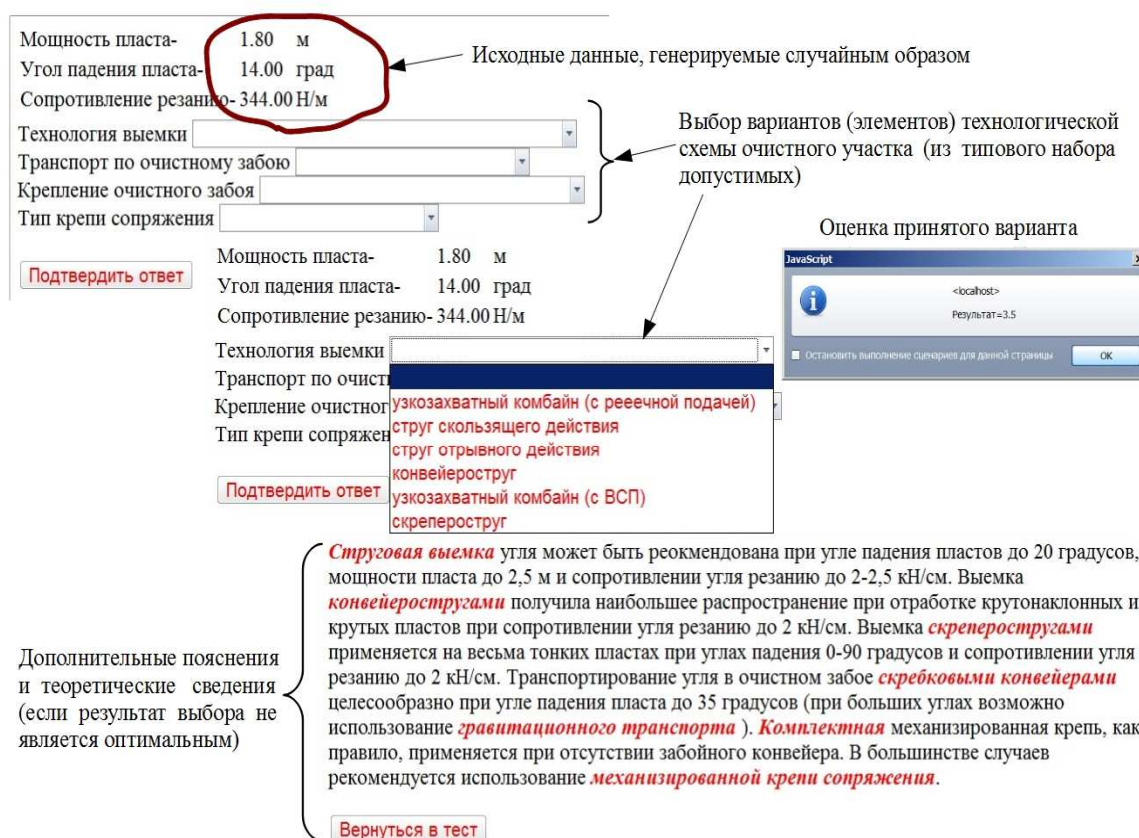 Мощность пласта- 1.80 м
Угол падения пласта- 14.00 град
Сопротивление резанию- 344.00 Н/м
Технология выемки
Транспорт по очистному забою
Крепление очистного забоя
Тип крепи сопряжения
Подтвердить ответ
Исходные данные, генерируемые случайным образом
Выбор вариантов (элементов) технологической
схемы очистного участка (из типового набора
допустимых)
Оценка принятого варианта
JavaScript
<localhost>
Результат=3.5
Остановить выполнение сценариев для данной страницы
OK
Мощность пласта- 1.80 м
Угол падения пласта- 14.00 град
Сопротивление резанию- 344.00 Н/м
Технология выемки
Транспорт по очист
Крепление очистног
Тип крепи сопряжен
узкозахватный комбайн (с рееечной подачей)
струг скользящего действия
струг отрывного действия
конвейероструг
узкозахватный комбайн (с ВСП)
скрепероструг
Подтвердить ответ
Дополнительные пояснения
и теоретические сведения
(если результат выбора не
является оптимальным)
Струговая выемка угля может быть реокмендована при угле падения пластов до 20 градусов,
мощности пласта до 2,5 м и сопротивлении угля резанию до 2-2,5 кН/см. Выемка
конвейеростругами получила наибольшее распространение при отработке крутонаклонных и
крутых пластов при сопротивлении угля резанию до 2 кН/см. Выемка скреперостругами
применяется на весьма тонких пластах при углах падения 0-90 градусов и сопротивлении угля
резанию до 2 кН/см. Транспортирование угля в очистном забое скребковыми конвейерами
целесообразно при угле падения пласта до 35 градусов (при больших углах возможно
использование гравитационного транспорта ). Комплектная механизированная крепь, как
правило, применяется при отсутствии забойного конвейера. В большинстве случаев
рекомендуется использование механизированной крепи сопряжения.
Вернуться в тест